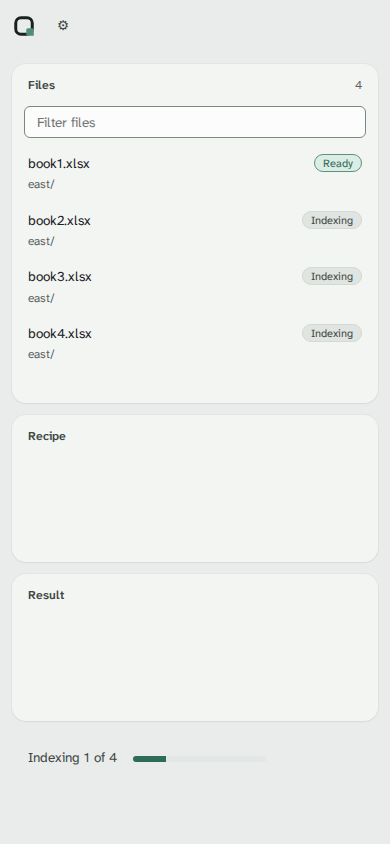 Files 4
Filter files
book1.xlsx Ready
east/
book2.xlsx Indexing
east/
book3.xlsx Indexing
east/
book4.xlsx Indexing
east/
Recipe
Result
Indexing 1 of 4